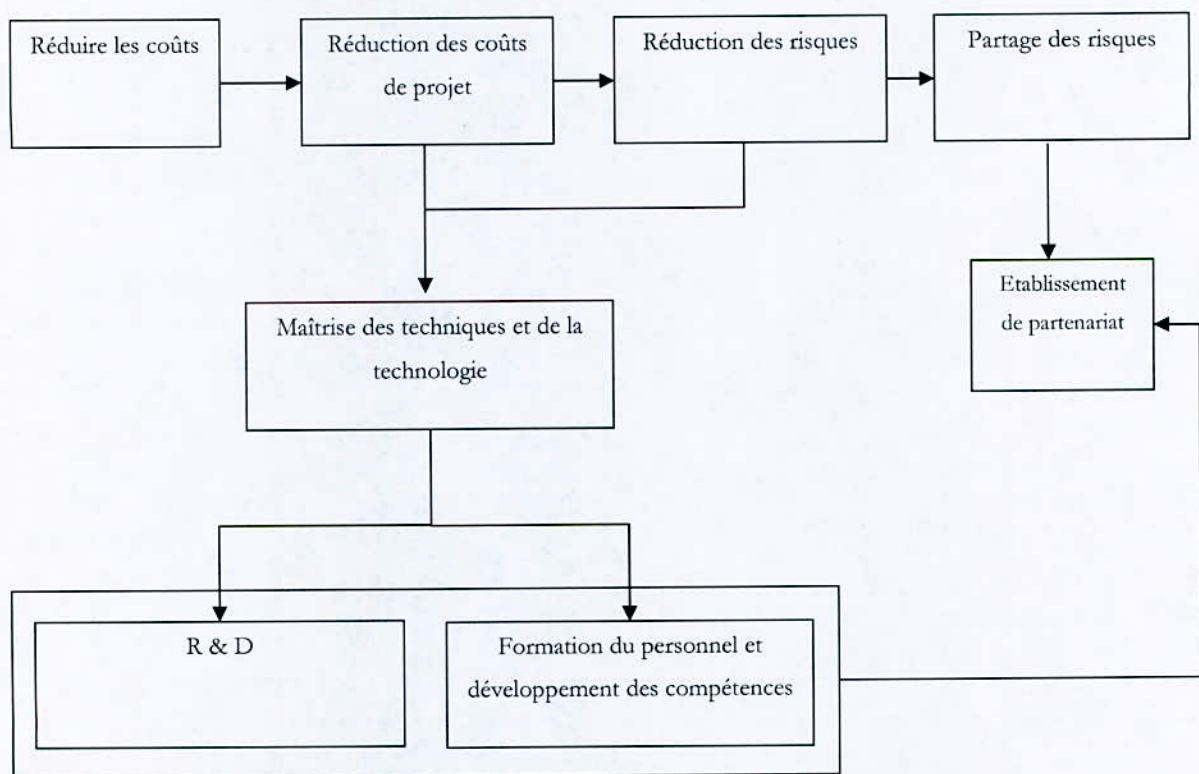 Réduire les coûts
Réduction des coûts
de projet
Réduction des risques
Partage des risques
Etablissement
de partenariat
Maîtrise des techniques et de la
technologie
R & D
Formation du personnel et
développement des compétences